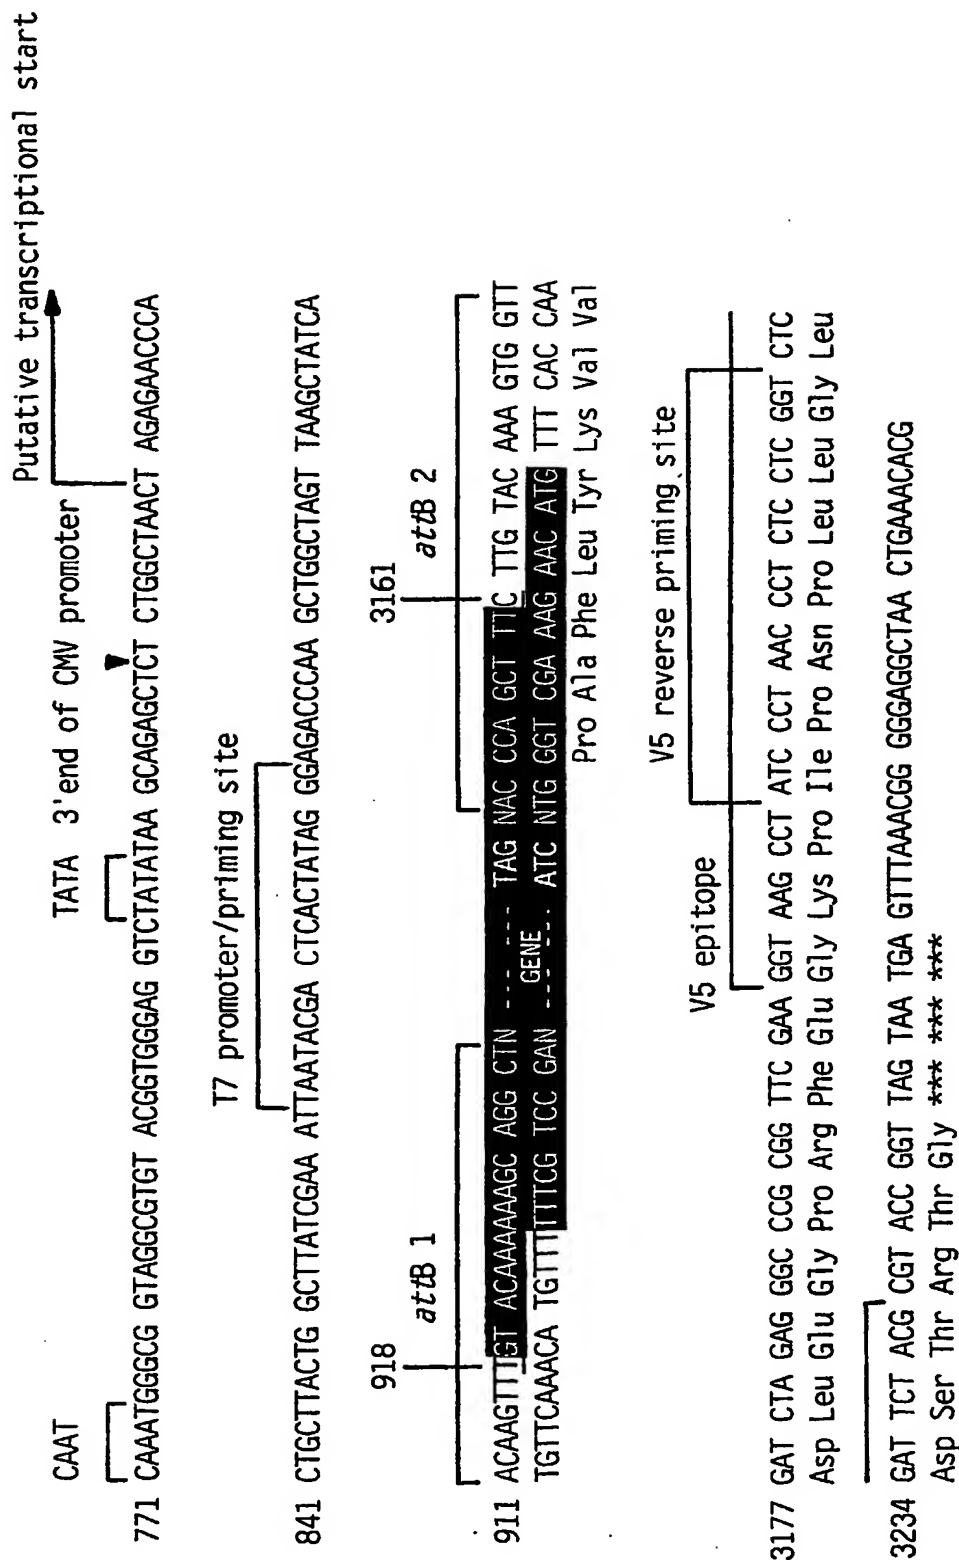 Putative transcriptional start
CAAT TATA 3'end of CMV promoter
771 CAAATGGGCG GTAGGCGTGT ACGGTGGGAG GTCTATATAA GCAGAGCTCT CTGGCTAACT AGAGAACCCA
T7 promoter/priming site
841 CTGCTTACTG GCTTATCGAA ATTAATACGA CTCACTATAG GGAGACCCAA GCTGGCTAGT TAAGCTATCA
918 3161
attB 1 attB 2
911 ACAAGTTTGT ACAAAAAAGC AGG CTN --- --- TAG NAC CCA GCT TTC TTG TAC AAA GTG GTT
GENE
TGTTCAAACA TGTTTTTTCG TCC GAN --- --- ATC NTG GGT CGA AAG AAC ATG TTT CAC CAA
Pro Ala Phe Leu Tyr Lys Val Val
V5 reverse priming site
V5 epitope
3177 GAT CTA GAG GGC CCG CGG TTC GAA GGT AAG CCT ATC CCT AAC CCT CTC CTC GGT CTC
Asp Leu Glu Gly Pro Arg Phe Glu Gly Lys Pro Ile Pro Asn Pro Leu Leu Gly Leu
3234 GAT TCT ACG CGT ACC GGT TAG TAA TGA GTTTAAACGG GGGAGGCTAA CTGAAACACG
Asp Ser Thr Arg Thr Gly *** *** ***